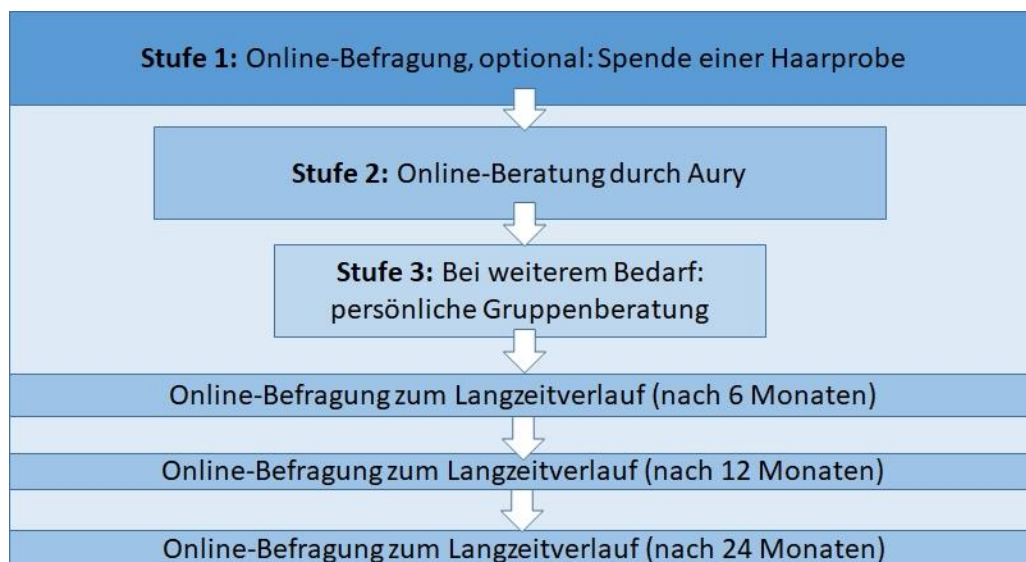 Stufe 1: Online-Befragung, optional: Spende einer Haarprobe
Stufe 2: Online-Beratung durch Aury
Stufe 3: Bei weiterem Bedarf:
persönliche Gruppenberatung
Online-Befragung zum Langzeitverlauf (nach 6 Monaten)
Online-Befragung zum Langzeitverlauf (nach 12 Monaten)
Online-Befragung zum Langzeitverlauf (nach 24 Monaten)